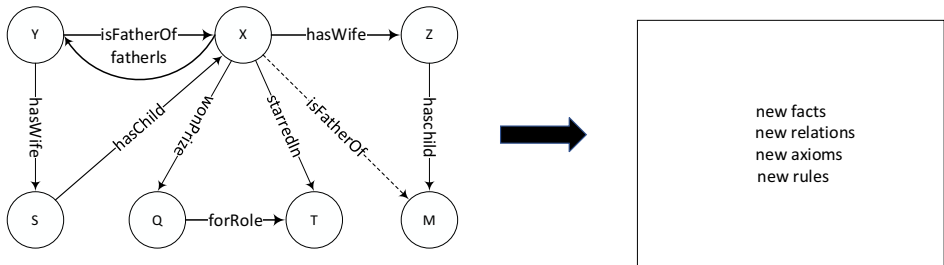 Y
isFatherOf
X
hasWife
Z
fatherIs
hasWife
hasChild
wonPrize
starredIn
isFatherOf
haschild
new facts
new relations
new axioms
new rules
S
Q
forRole
T
M